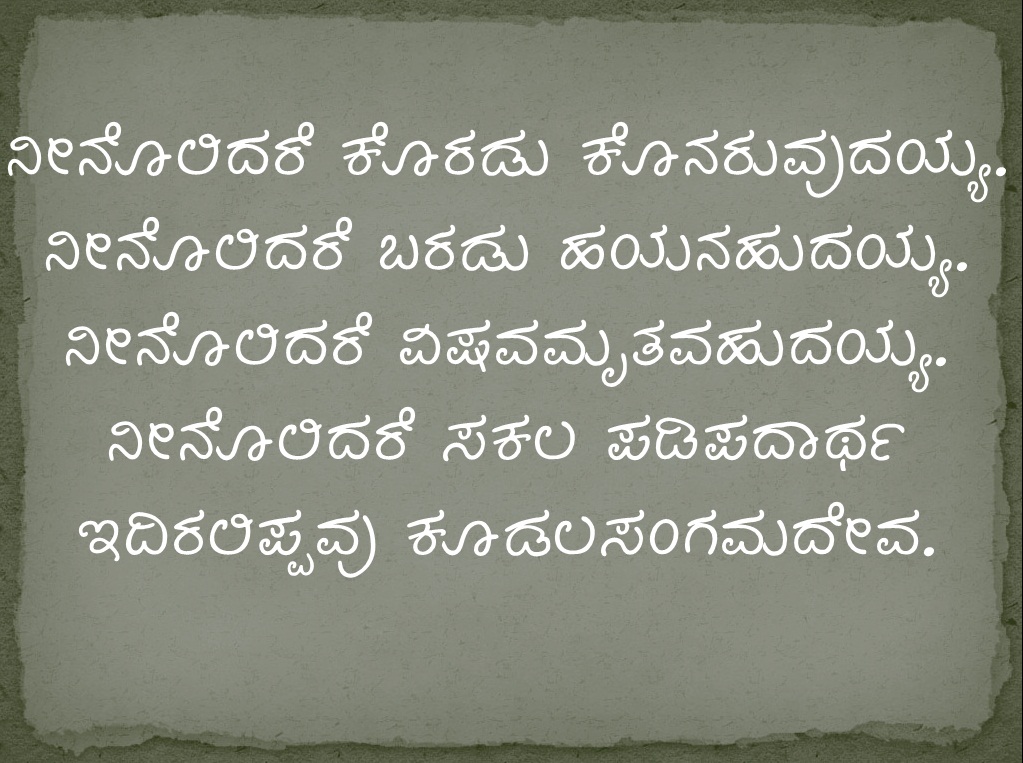 ನೀನೊಲಿದರೆ ಕೊರಡು ಕೊನರುವುದಯ್ಯ.
ನೀನೊಲಿದರೆ ಬರಡು ಹಯನಹುದಯ್ಯ.
ನೀನೊಲಿದರೆ ವಿಷವಮೃತವಹುದಯ್ಯ.
ನೀನೊಲಿದರೆ ಸಕಲ ಪಡಿಪದಾರ್ಥ
ಇದಿರಲಿಪ್ಪವು ಕೂಡಲಸಂಗಮದೇವ.